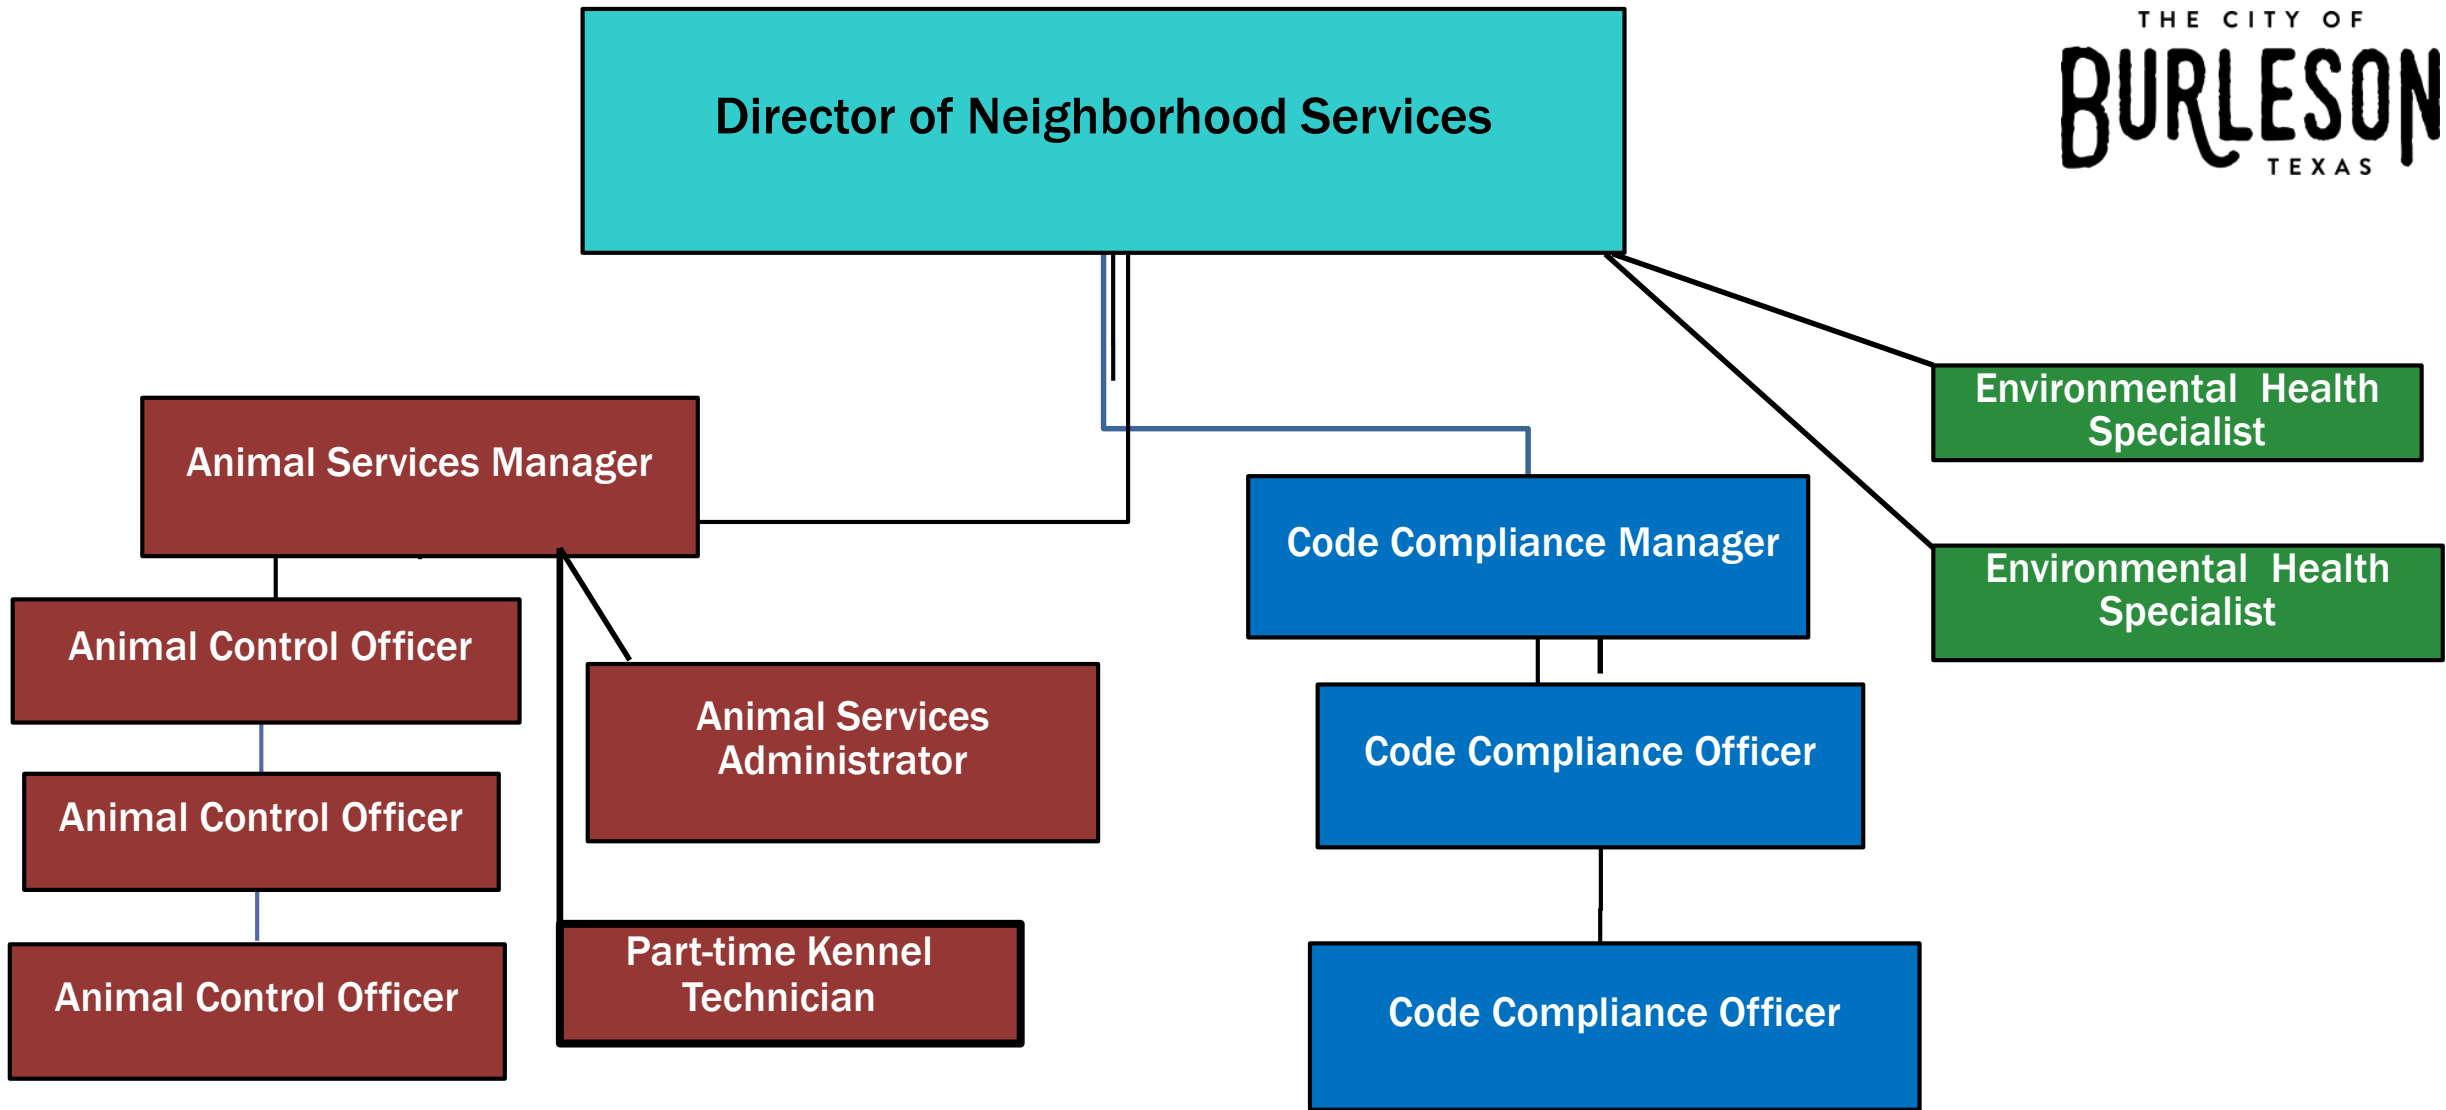 THE CITY OF
BURLESON
TEXAS
Director of Neighborhood Services
Environmental Health
Specialist
Animal Services Manager
Code Compliance Manager
Environmental Health
Specialist
Animal Control Officer
Animal Services
Administrator
Code Compliance Officer
Animal Control Officer
Part-time Kennel
Technician
Animal Control Officer
Code Compliance Officer